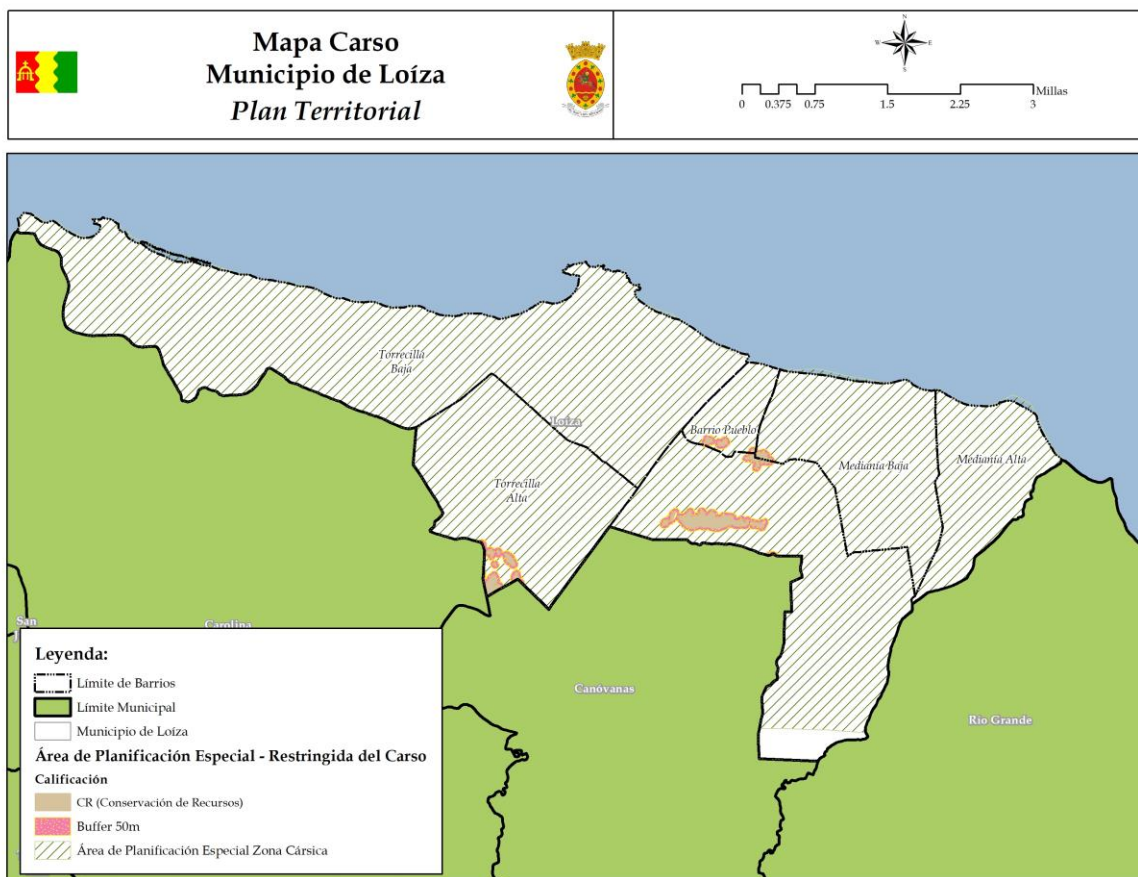 Mapa Carso
Municipio de Loíza
Plan Territorial
N
W E
S
Millas
0 0.375 0.75 1.5 2.25 3
Torrecilla
Baja
Loíza
Barrio Pueblo
Medianía Baja
Medianía Alta
Torrecilla
Alta
San
Carolina
Canóvanas
Río Grande
Leyenda:
Límite de Barrios
Límite Municipal
Municipio de Loíza
Área de Planificación Especial - Restringida del Carso
Calificación
CR (Conservación de Recursos)
Buffer 50m
Área de Planificación Especial Zona Cársica